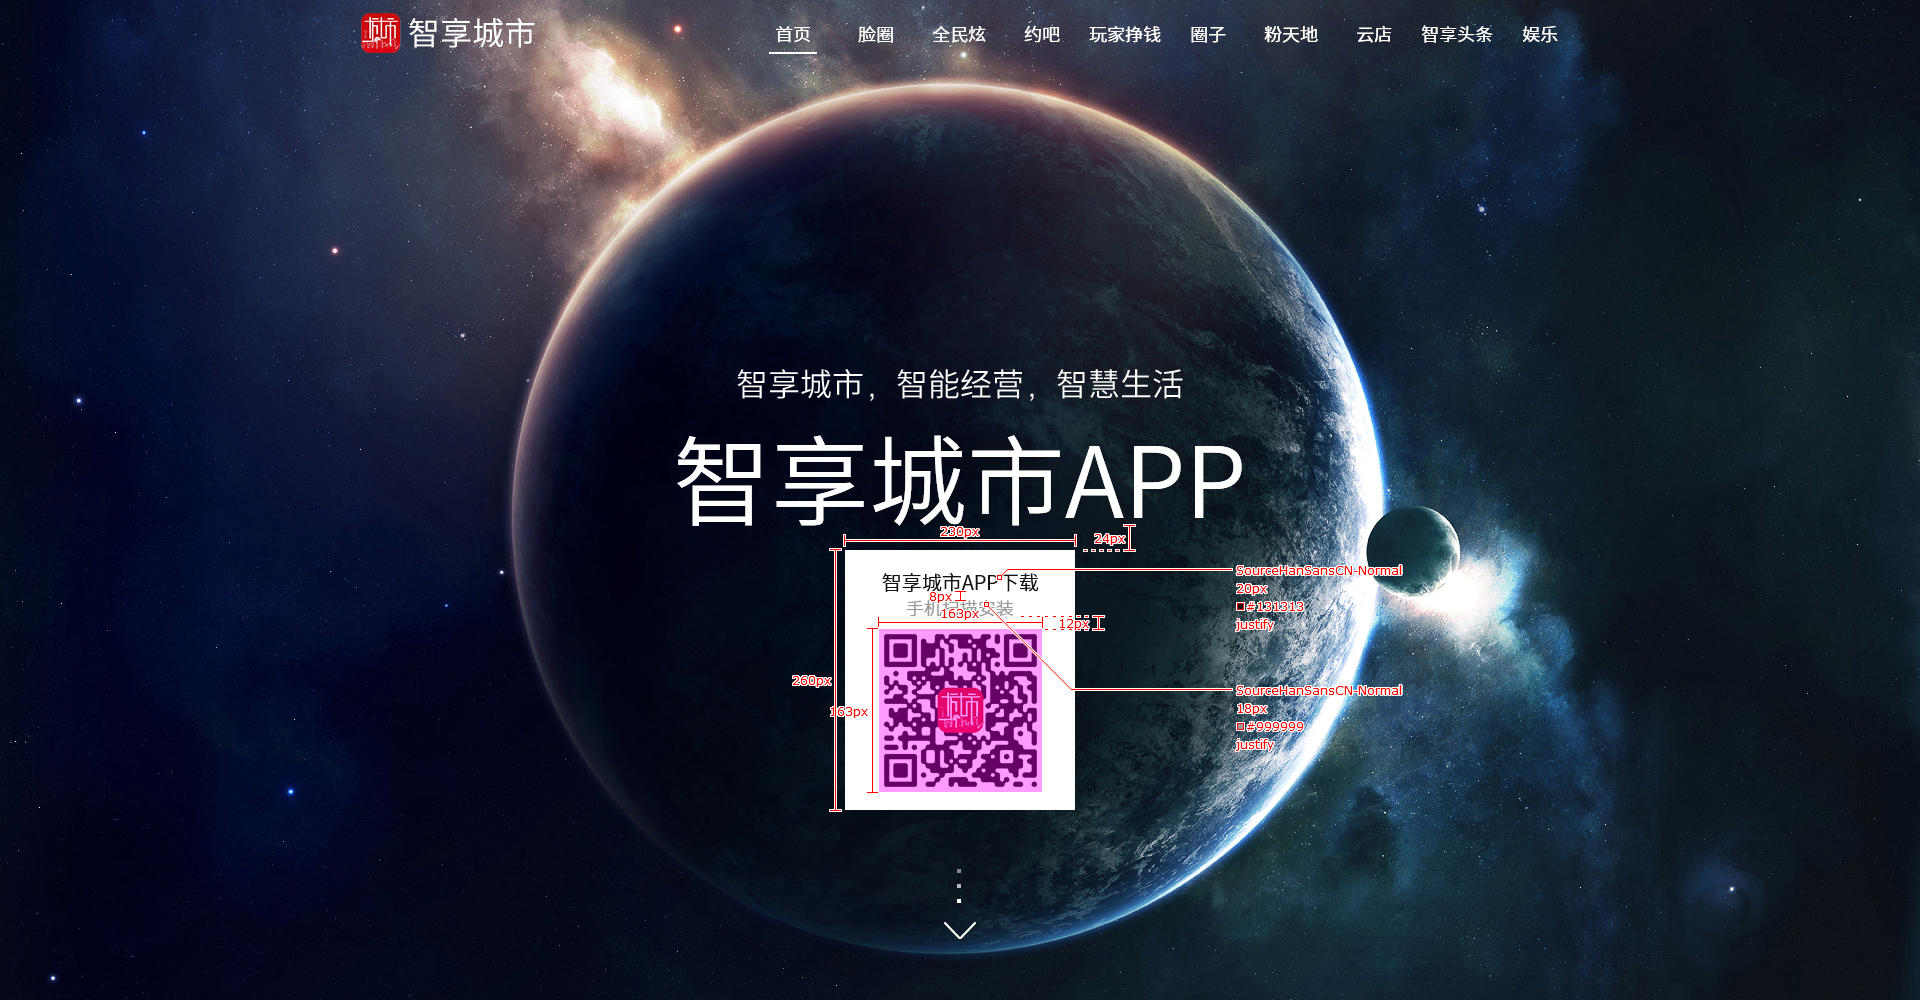 智享城市
首页 脸圈 全民炫 约吧 玩家挣钱 圈子 粉天地 云店 智享头条 娱乐
智享城市，智能经营，智慧生活
智享城市APP
230px
24px
智享城市APP下载
SourceHanSansCN-Normal
20px
#131313
justify
8px
手机扫描安装
163px
12px
260px
163px
SourceHanSansCN-Normal
18px
#999999
justify